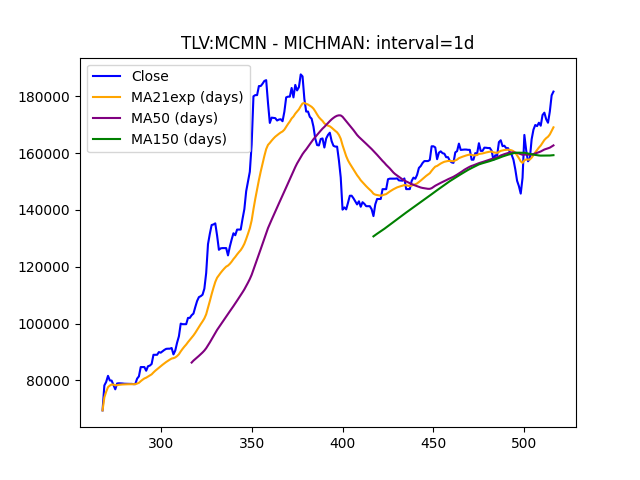 TLV:MCMN - MICHMAN: interval=1d
Close
MA21exp (days)
MA50 (days)
MA150 (days)
180000
160000
140000
120000
100000
80000
300 350 400 450 500